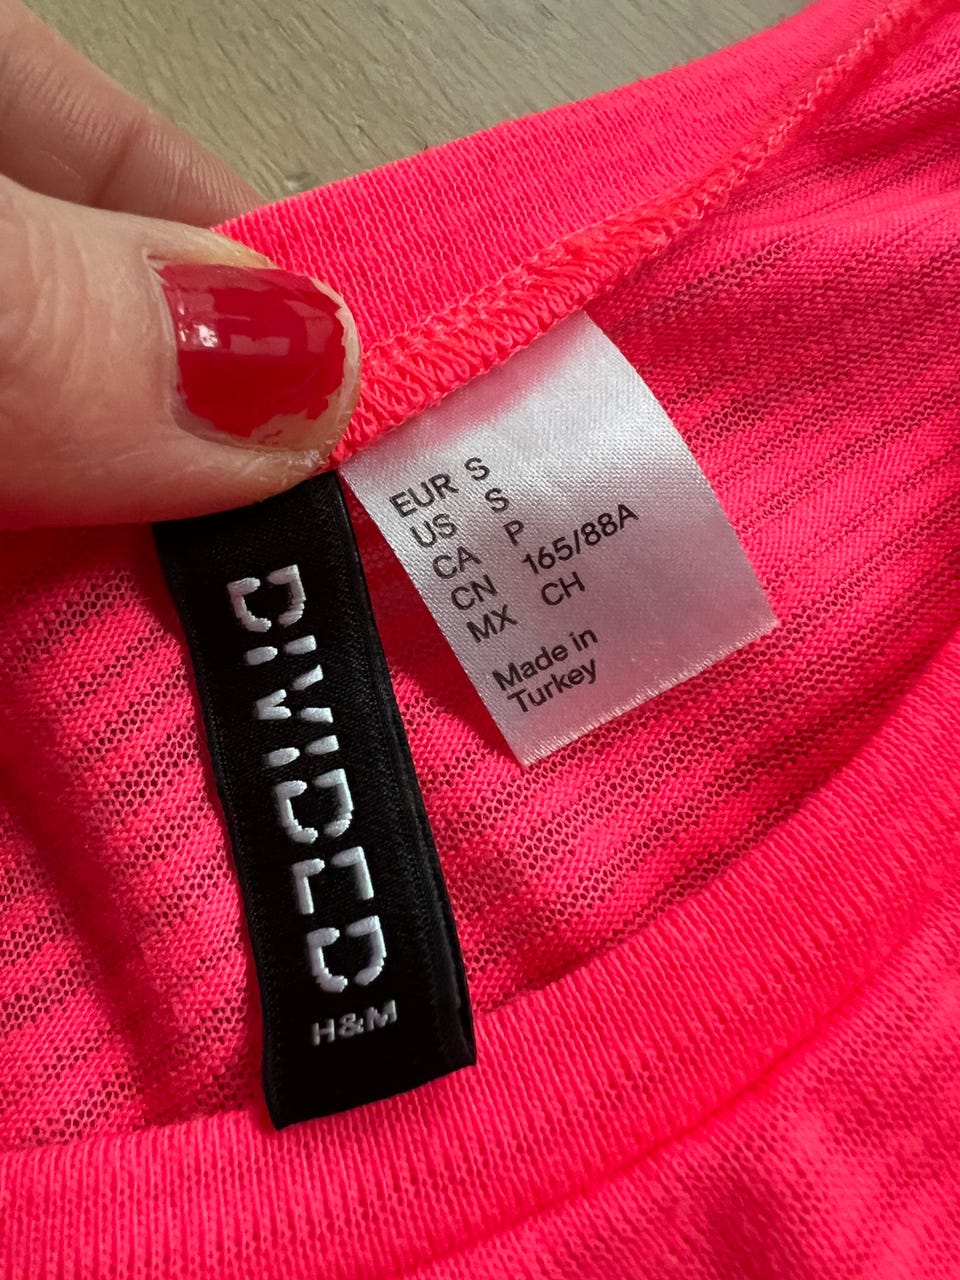 DIVIDED
H&M
EUR S
US S
CA P
CN 165/88A
MX CH
Made in
Turkey